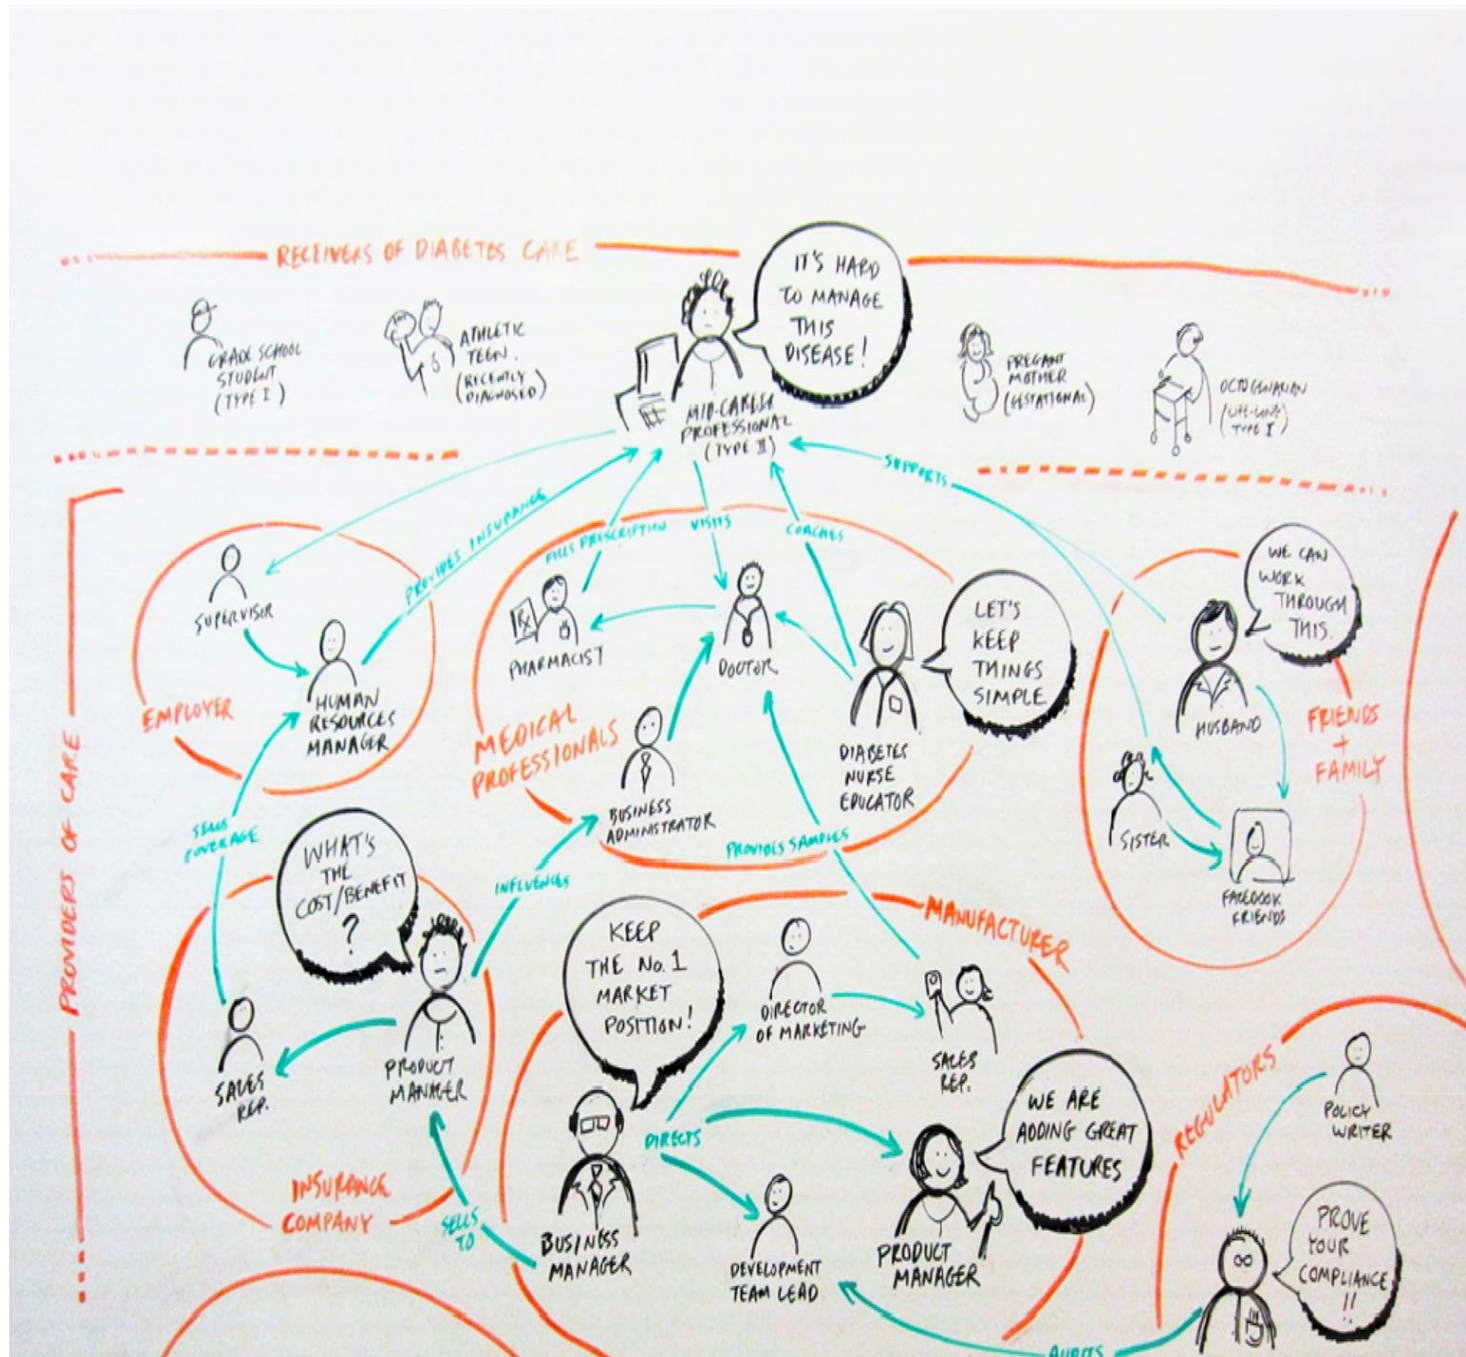 RECEIVERS OF DIABETES CARE
IT'S HARD
TO MANAGE
THIS
DISEASE!
GRADE SCHOOL
STUDENT
(TYPE I)
ATHLETIC
TEEN.
(RECENTLY
DIAGNOSED)
MID-CAREER
PROFESSIONAL
(TYPE II)
PREGANT
MOTHER
(GESTATIONAL)
OCTOGENARIAN
(LIFE-LONG
TYPE I)
SUPPORTS
PROVIDES INSURANCE
FILLS PRESCRIPTION
VISITS
COACHES
PROVIDERS OF CARE
SUPERVISOR
HUMAN
RESOURCES
MANAGER
EMPLOYER
Rx
PHARMACIST
DOCTOR
LET'S
KEEP
THINGS
SIMPLE
DIABETES
NURSE
EDUCATOR
MEDICAL
PROFESSIONALS
BUSINESS
ADMINISTRATOR
WE CAN
WORK
THROUGH
THIS.
HUSBAND
FRIENDS
+
FAMILY
SISTER
FACEBOOK
FRIENDS
SELLS
COVERAGE
INFLUENCES
PROVIDES SAMPLES
WHAT'S
THE
COST/BENEFIT
?
PRODUCT
MANAGER
SALES
REP.
INSURANCE
COMPANY
SELLS
TO
MANUFACTURER
KEEP
THE No. 1
MARKET
POSITION!
DIRECTOR
OF MARKETING
SALES
REP.
DIRECTS
BUSINESS
MANAGER
DEVELOPMENT
TEAM LEAD
WE ARE
ADDING GREAT
FEATURES
PRODUCT
MANAGER
REGULATORS
POLICY
WRITER
PROVE
YOUR
COMPLIANCE
!!
AUDITS